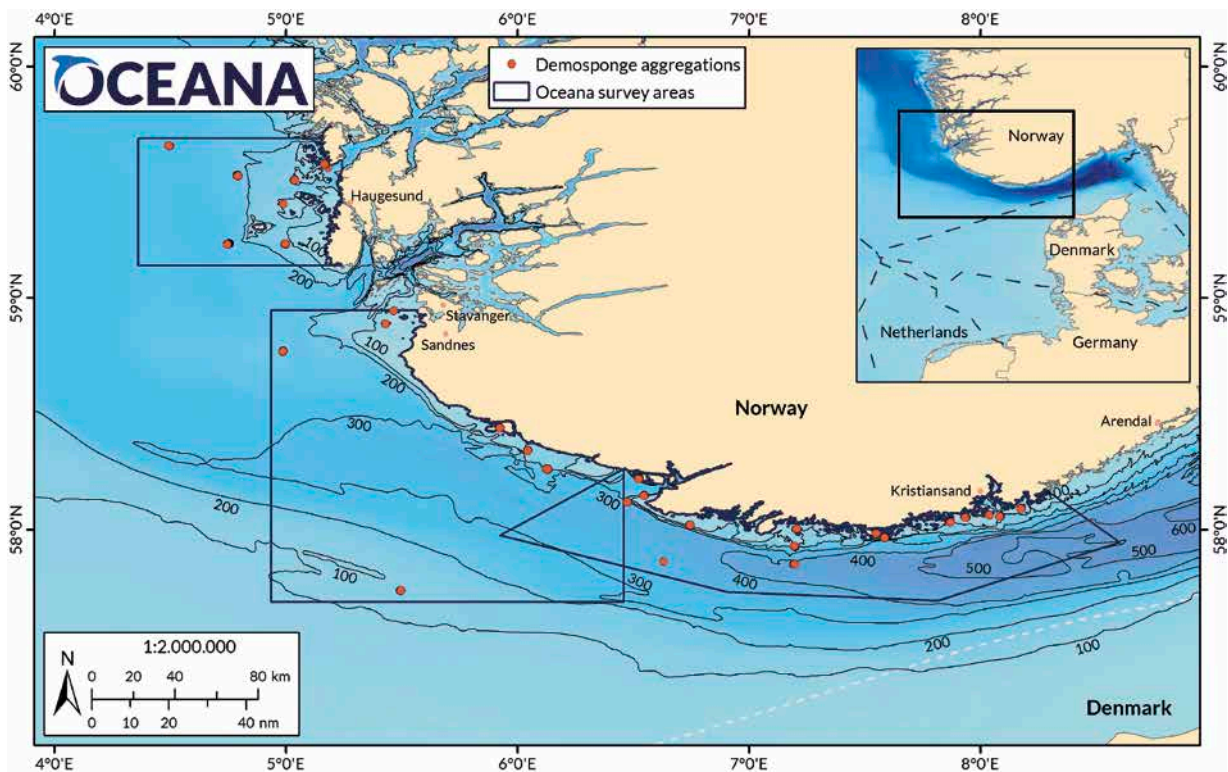 4°0'E 5°0'E 6°0'E 7°0'E 8°0'E
60°0'N
60°0'N
OCEANA
Demosponge aggregations
Oceana survey areas
Norway
Denmark
Netherlands
Germany
Haugesund
100
200
59°0'N
59°0'N
Stavanger
Sandnes
100
200
Norway
Arendal
300
Kristiansand
300
200
58°0'N
58°0'N
600
500
400
400
500
300
100
200
100
1:2.000.000
N
0 20 40 80 km
0 10 20 40 nm
Denmark
4°0'E 5°0'E 6°0'E 7°0'E 8°0'E